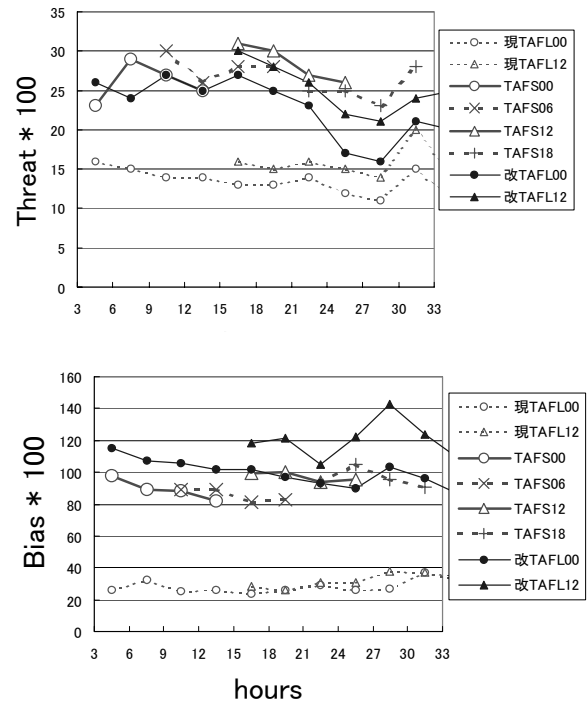 Threat * 100
35
30
25
20
15
10
5
0
3 6 9 12 15 18 21 24 27 30 33
現TAFL00
現TAFL12
TAFS00
TAFS06
TAFS12
TAFS18
改TAFL00
改TAFL12
Bias * 100
160
140
120
100
80
60
40
20
0
3 6 9 12 15 18 21 24 27 30 33
hours
現TAFL00
現TAFL12
TAFS00
TAFS06
TAFS12
TAFS18
改TAFL00
改TAFL12